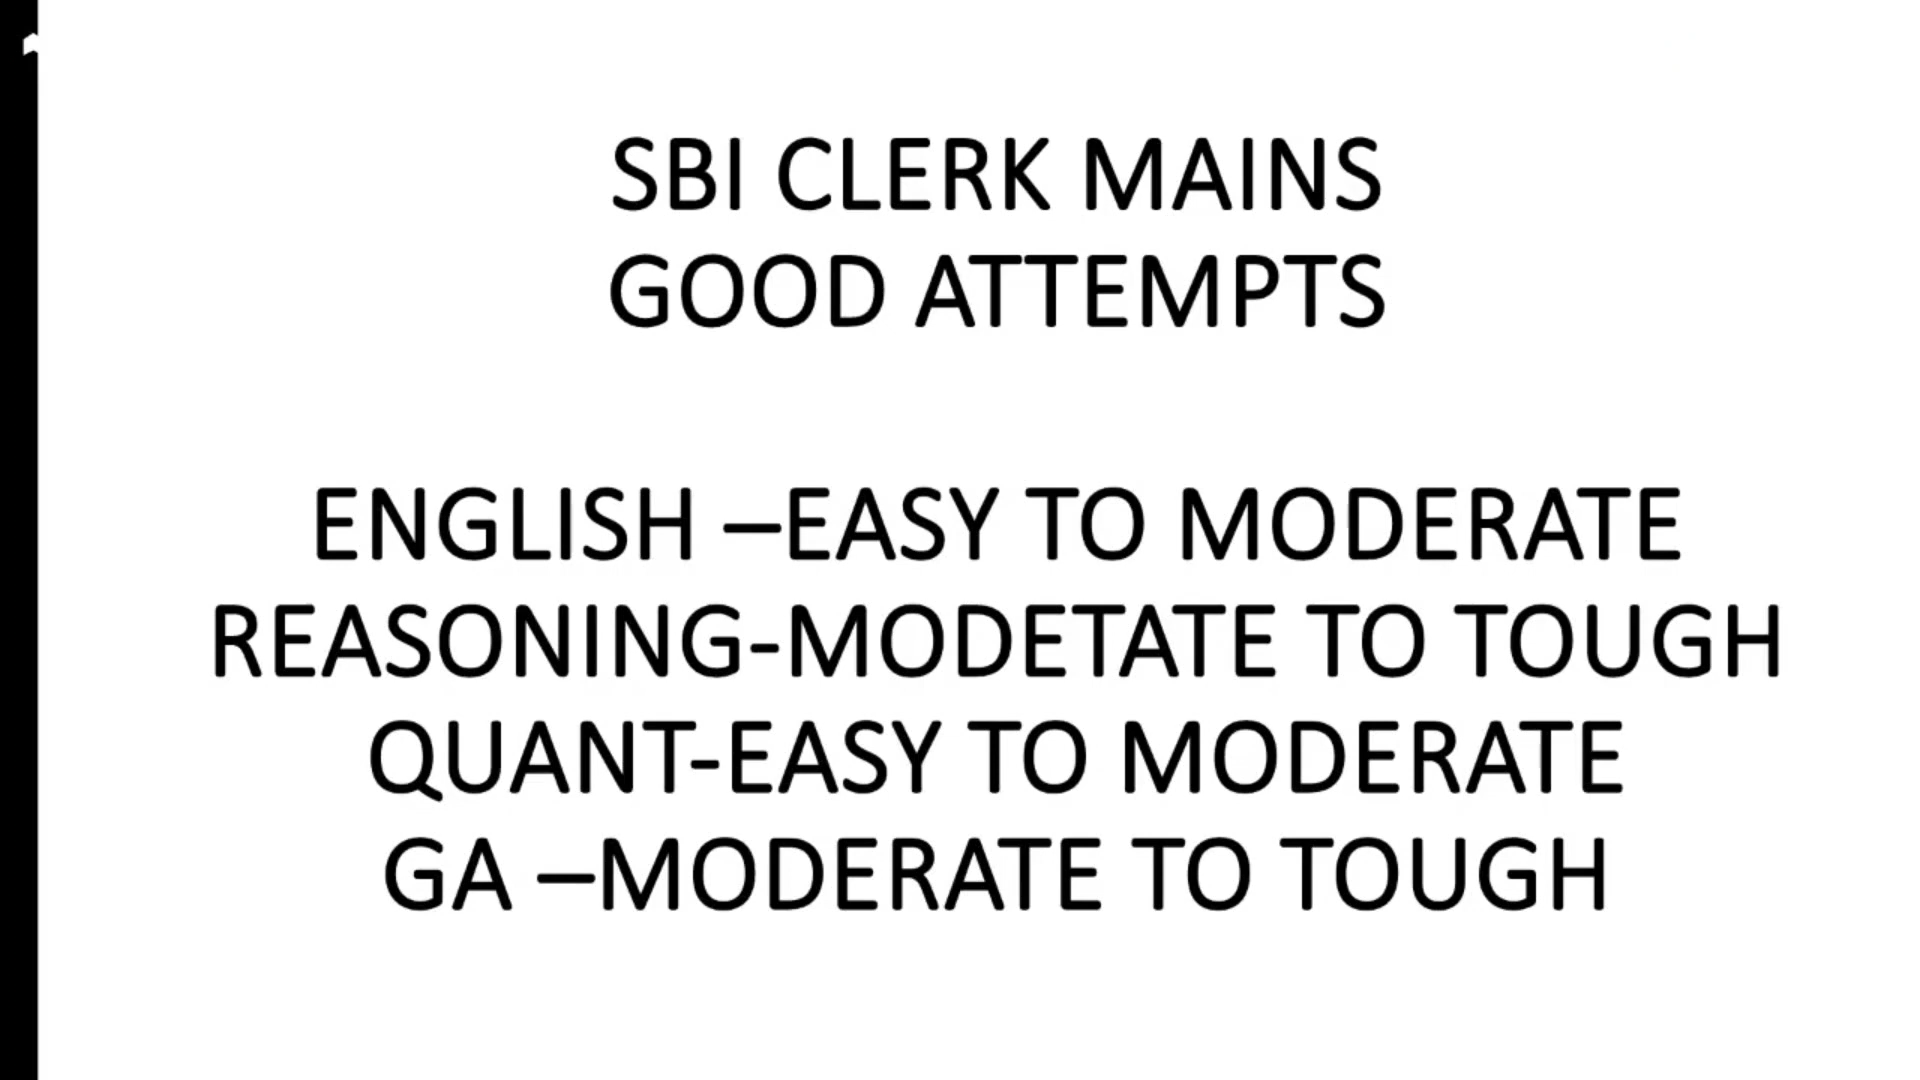 SBI CLERK MAINS
GOOD ATTEMPTS
ENGLISH –EASY TO MODERATE
REASONING-MODETATE TO TOUGH
QUANT-EASY TO MODERATE
GA –MODERATE TO TOUGH